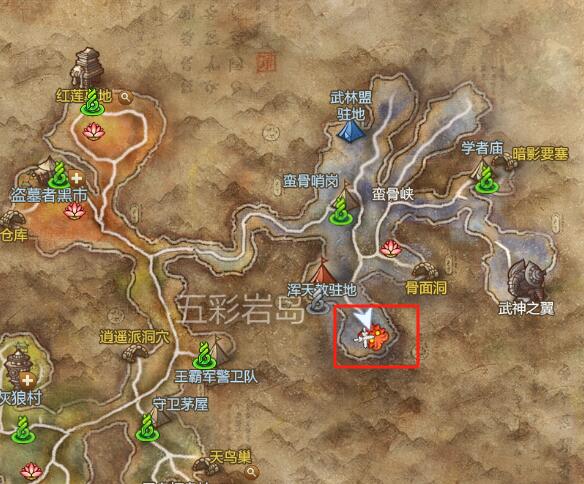 红莲墓地
武林盟
驻地
学者庙
暗影要塞
盗墓者黑市
蛮骨哨岗
蛮骨峡
仓库
浑天教驻地
骨面洞
武神之翼
五彩岩岛
逍遥派洞穴
王霸军警卫队
灰狼村
守卫茅屋
天鸟巢